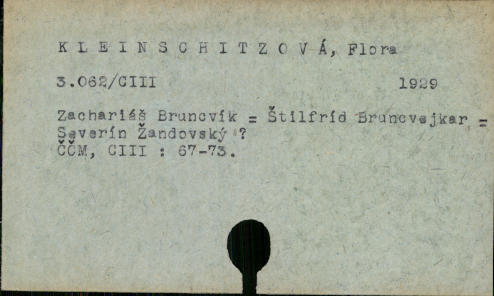 K L E I N S C H I T Z O V Á, Flora
3.062/CIII 1929
Zachariáš Bruncvík = Štilfríd Bruncvejkar =
Severín Žandovský ?
ČČM, CIII : 67-73.